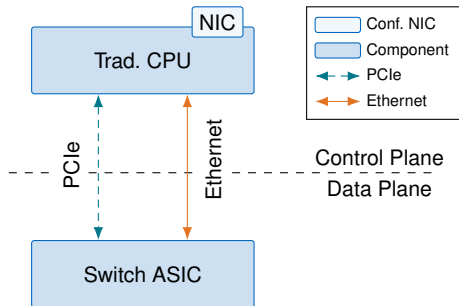 NIC
Trad. CPU
Conf. NIC
Component
PCIe
Ethernet
PCIe
Ethernet
Control Plane
Data Plane
Switch ASIC